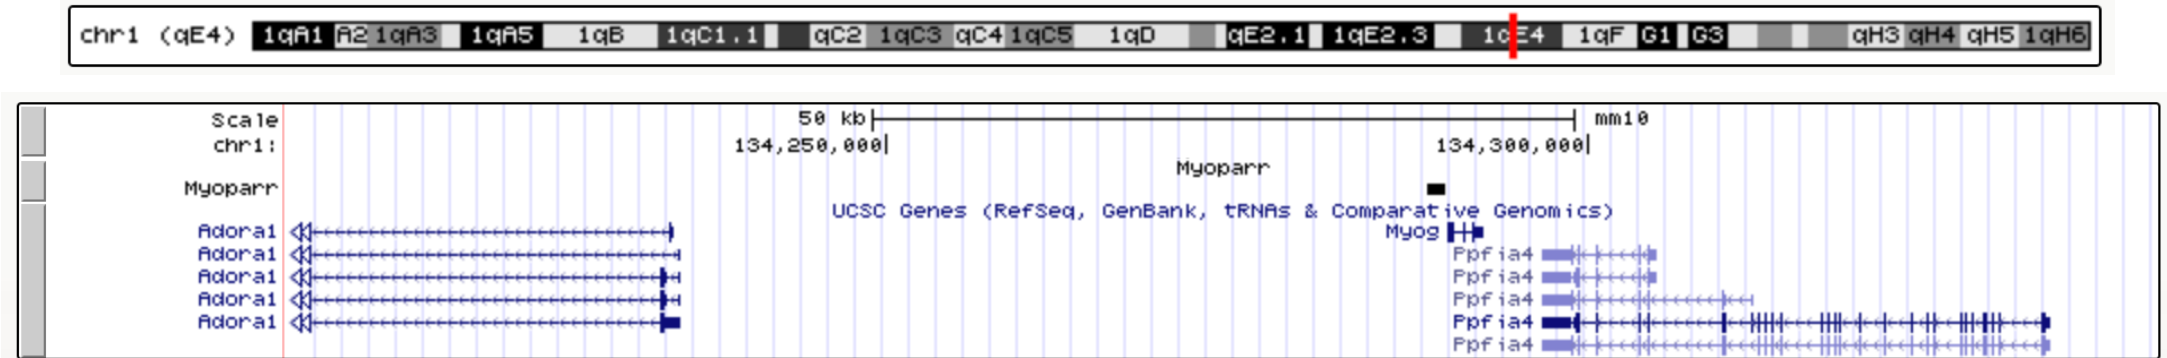 chr1 (qE4) 1qA1 A2 1qA3 1qA5 1qB 1qC1.1 qC2 1qC3 qC4 1qC5 1qD qE2.1 1qE2.3 1qE4 1qF G1 G3 qH3 qH4 qH5 1qH6
Scale 50 kb mm10
chr1: 134,250,000| 134,300,000|
Myoparr
Myoparr
UCSC Genes (RefSeq, GenBank, tRNAs & Comparative Genomics)
Adora1 Myog
Adora1 Ppfia4
Adora1 Ppfia4
Adora1 Ppfia4
Adora1 Ppfia4
Ppfia4